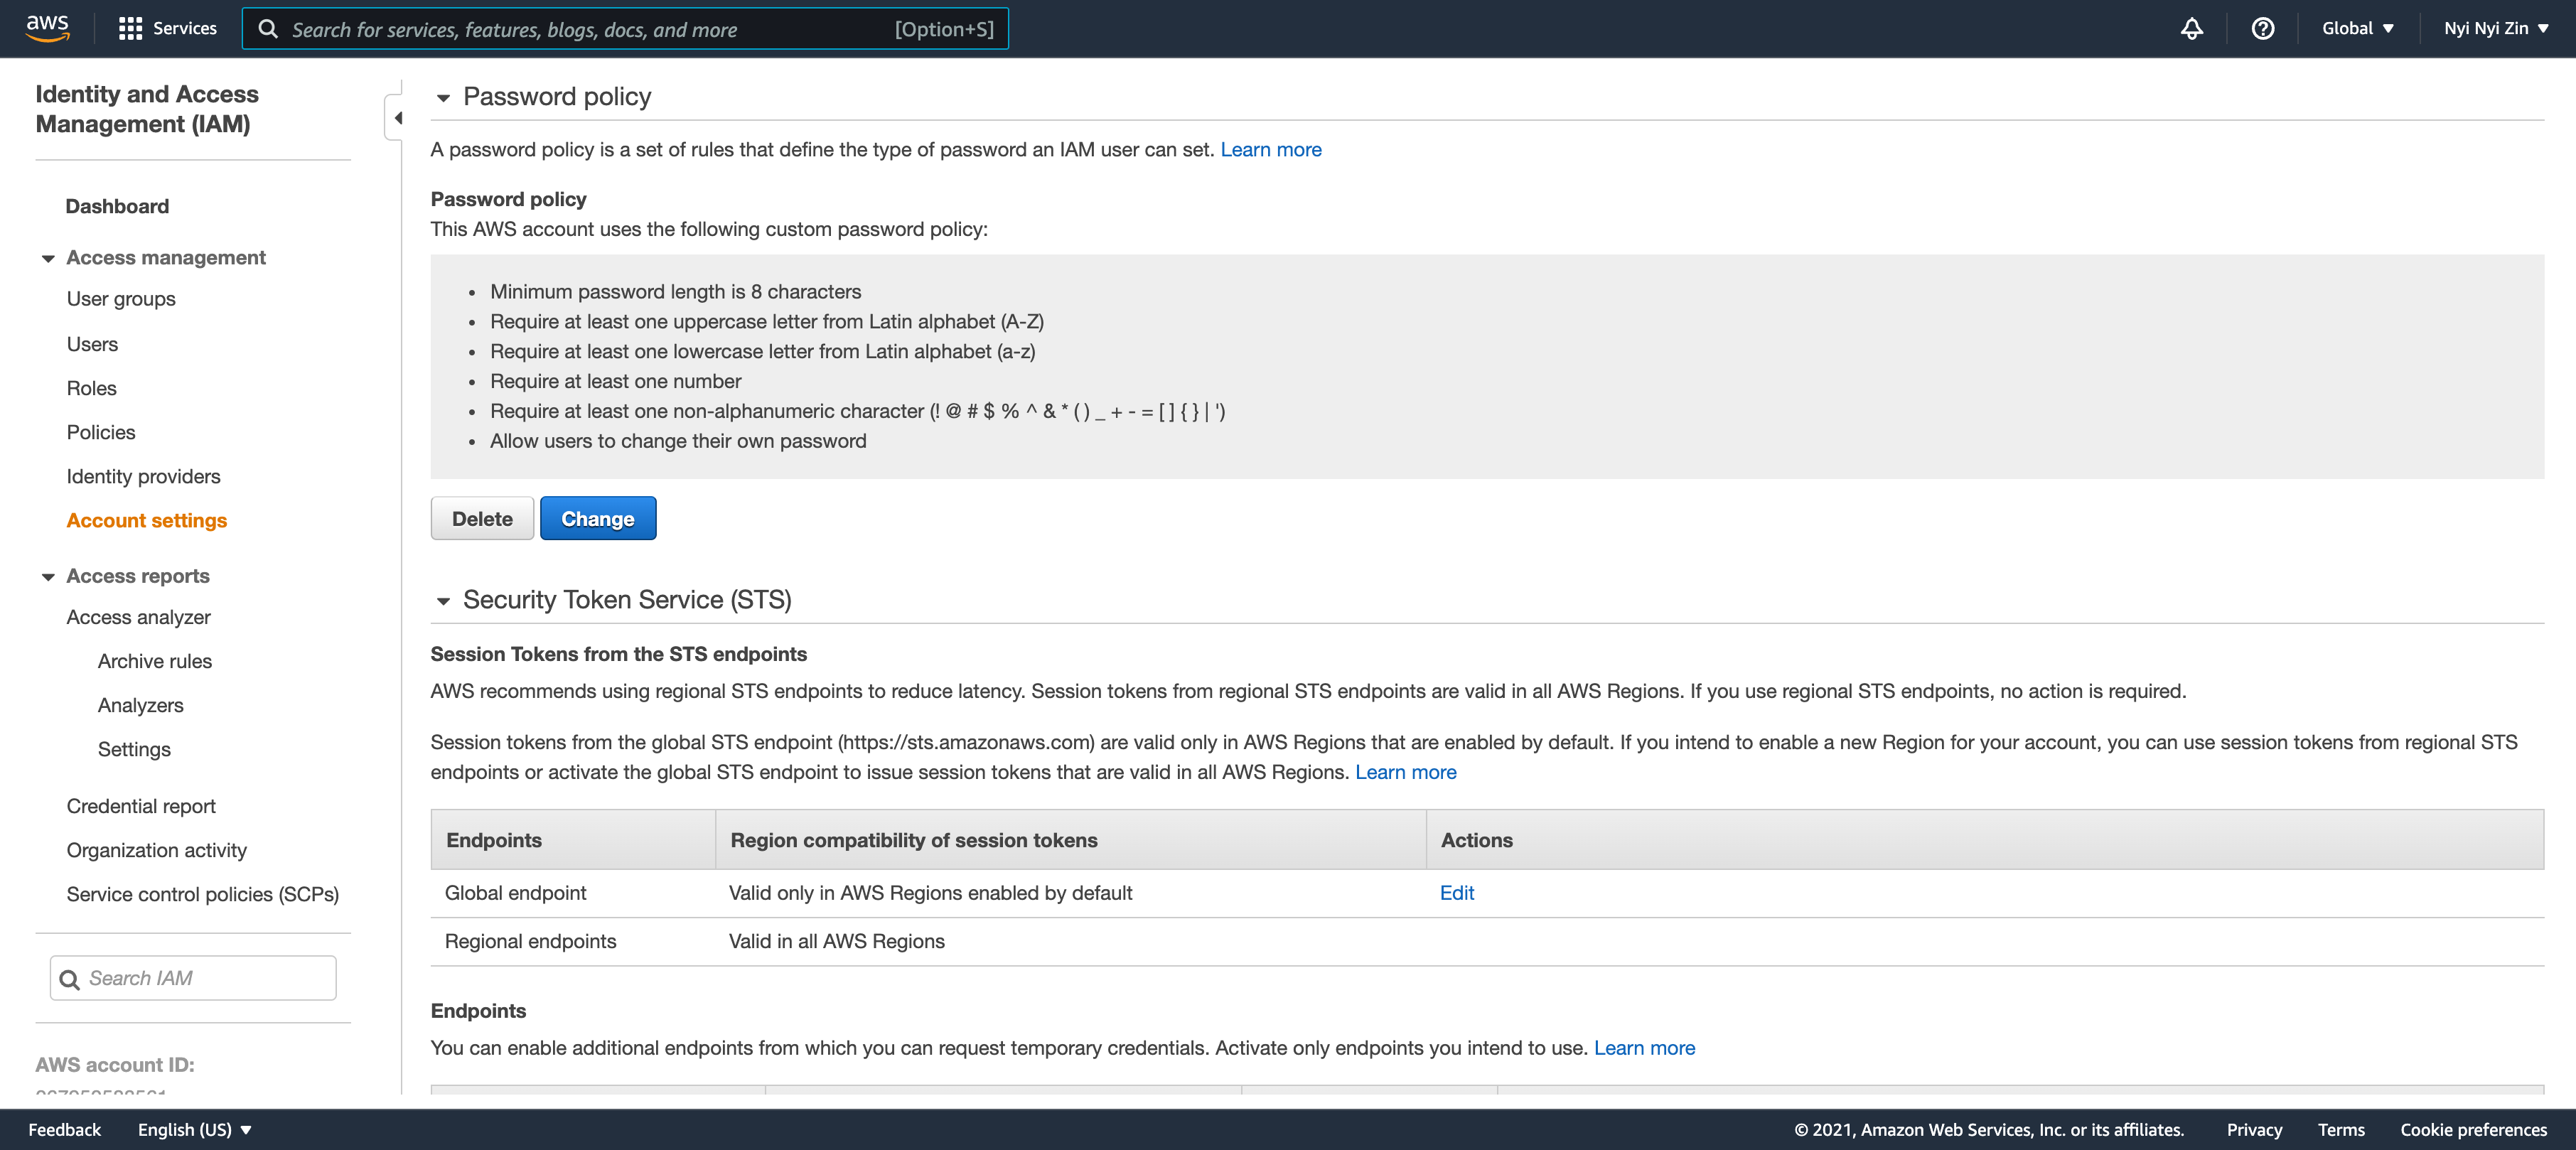 aws
Services
Search for services, features, blogs, docs, and more
[Option+S]
Global
Nyi Nyi Zin
Identity and Access
Management (IAM)
Dashboard
Access management
User groups
Users
Roles
Policies
Identity providers
Account settings
Access reports
Access analyzer
Archive rules
Analyzers
Settings
Credential report
Organization activity
Service control policies (SCPs)
Search IAM
AWS account ID:
Password policy
A password policy is a set of rules that define the type of password an IAM user can set. Learn more
Password policy
This AWS account uses the following custom password policy:
• Minimum password length is 8 characters
• Require at least one uppercase letter from Latin alphabet (A-Z)
• Require at least one lowercase letter from Latin alphabet (a-z)
• Require at least one number
• Require at least one non-alphanumeric character (! @ # $ % ^ & * ( ) _ + - = [ ] { } | ')
• Allow users to change their own password
Delete
Change
Security Token Service (STS)
Session Tokens from the STS endpoints
AWS recommends using regional STS endpoints to reduce latency. Session tokens from regional STS endpoints are valid in all AWS Regions. If you use regional STS endpoints, no action is required.
Session tokens from the global STS endpoint (https://sts.amazonaws.com) are valid only in AWS Regions that are enabled by default. If you intend to enable a new Region for your account, you can use session tokens from regional STS
endpoints or activate the global STS endpoint to issue session tokens that are valid in all AWS Regions. Learn more
Endpoints Region compatibility of session tokens Actions
Global endpoint Valid only in AWS Regions enabled by default Edit
Regional endpoints Valid in all AWS Regions
Endpoints
You can enable additional endpoints from which you can request temporary credentials. Activate only endpoints you intend to use. Learn more
Feedback
English (US)
© 2021, Amazon Web Services, Inc. or its affiliates.
Privacy
Terms
Cookie preferences